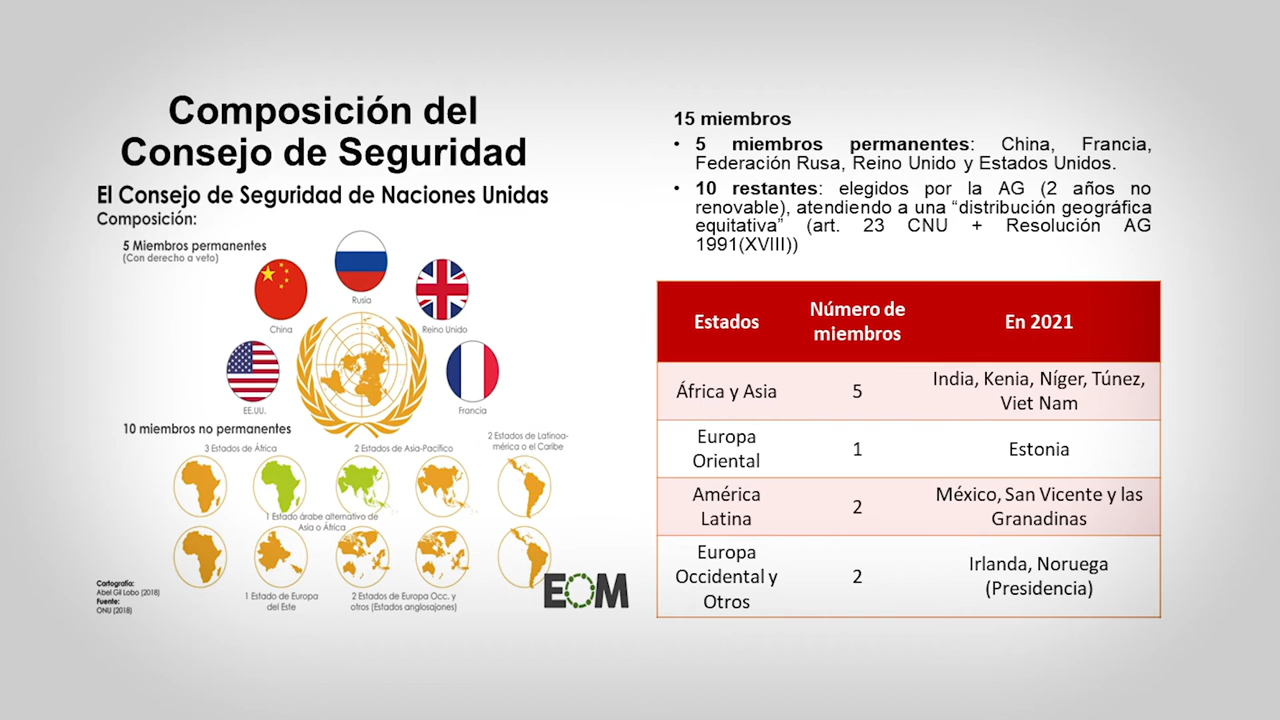 Composición del
Consejo de Seguridad
El Consejo de Seguridad de Naciones Unidas
Composición:
5 Miembros permanentes
(Con derecho a veto)
Rusia
China
Reino Unido
EE.UU.
Francia
10 miembros no permanentes
3 Estados de África
2 Estados de Asia-Pacífico
2 Estados de Latinoa-
mérica o el Caribe
1 Estado árabe alternativo de
Asia o África
1 Estado de Europa
del Este
2 Estados de Europa Occ. y
otros (Estados anglosajones)
Cartografía:
Abel Gil Lobo (2018)
Fuente:
ONU (2018)
EOM
15 miembros
• 5 miembros permanentes: China, Francia,
Federación Rusa, Reino Unido y Estados Unidos.
• 10 restantes: elegidos por la AG (2 años no
renovable), atendiendo a una “distribución geográfica
equitativa” (art. 23 CNU + Resolución AG
1991(XVIII))
Estados
Número de
miembros
En 2021
África y Asia
5
India, Kenia, Níger, Túnez,
Viet Nam
Europa
Oriental
1
Estonia
América
Latina
2
México, San Vicente y las
Granadinas
Europa
Occidental y
Otros
2
Irlanda, Noruega
(Presidencia)